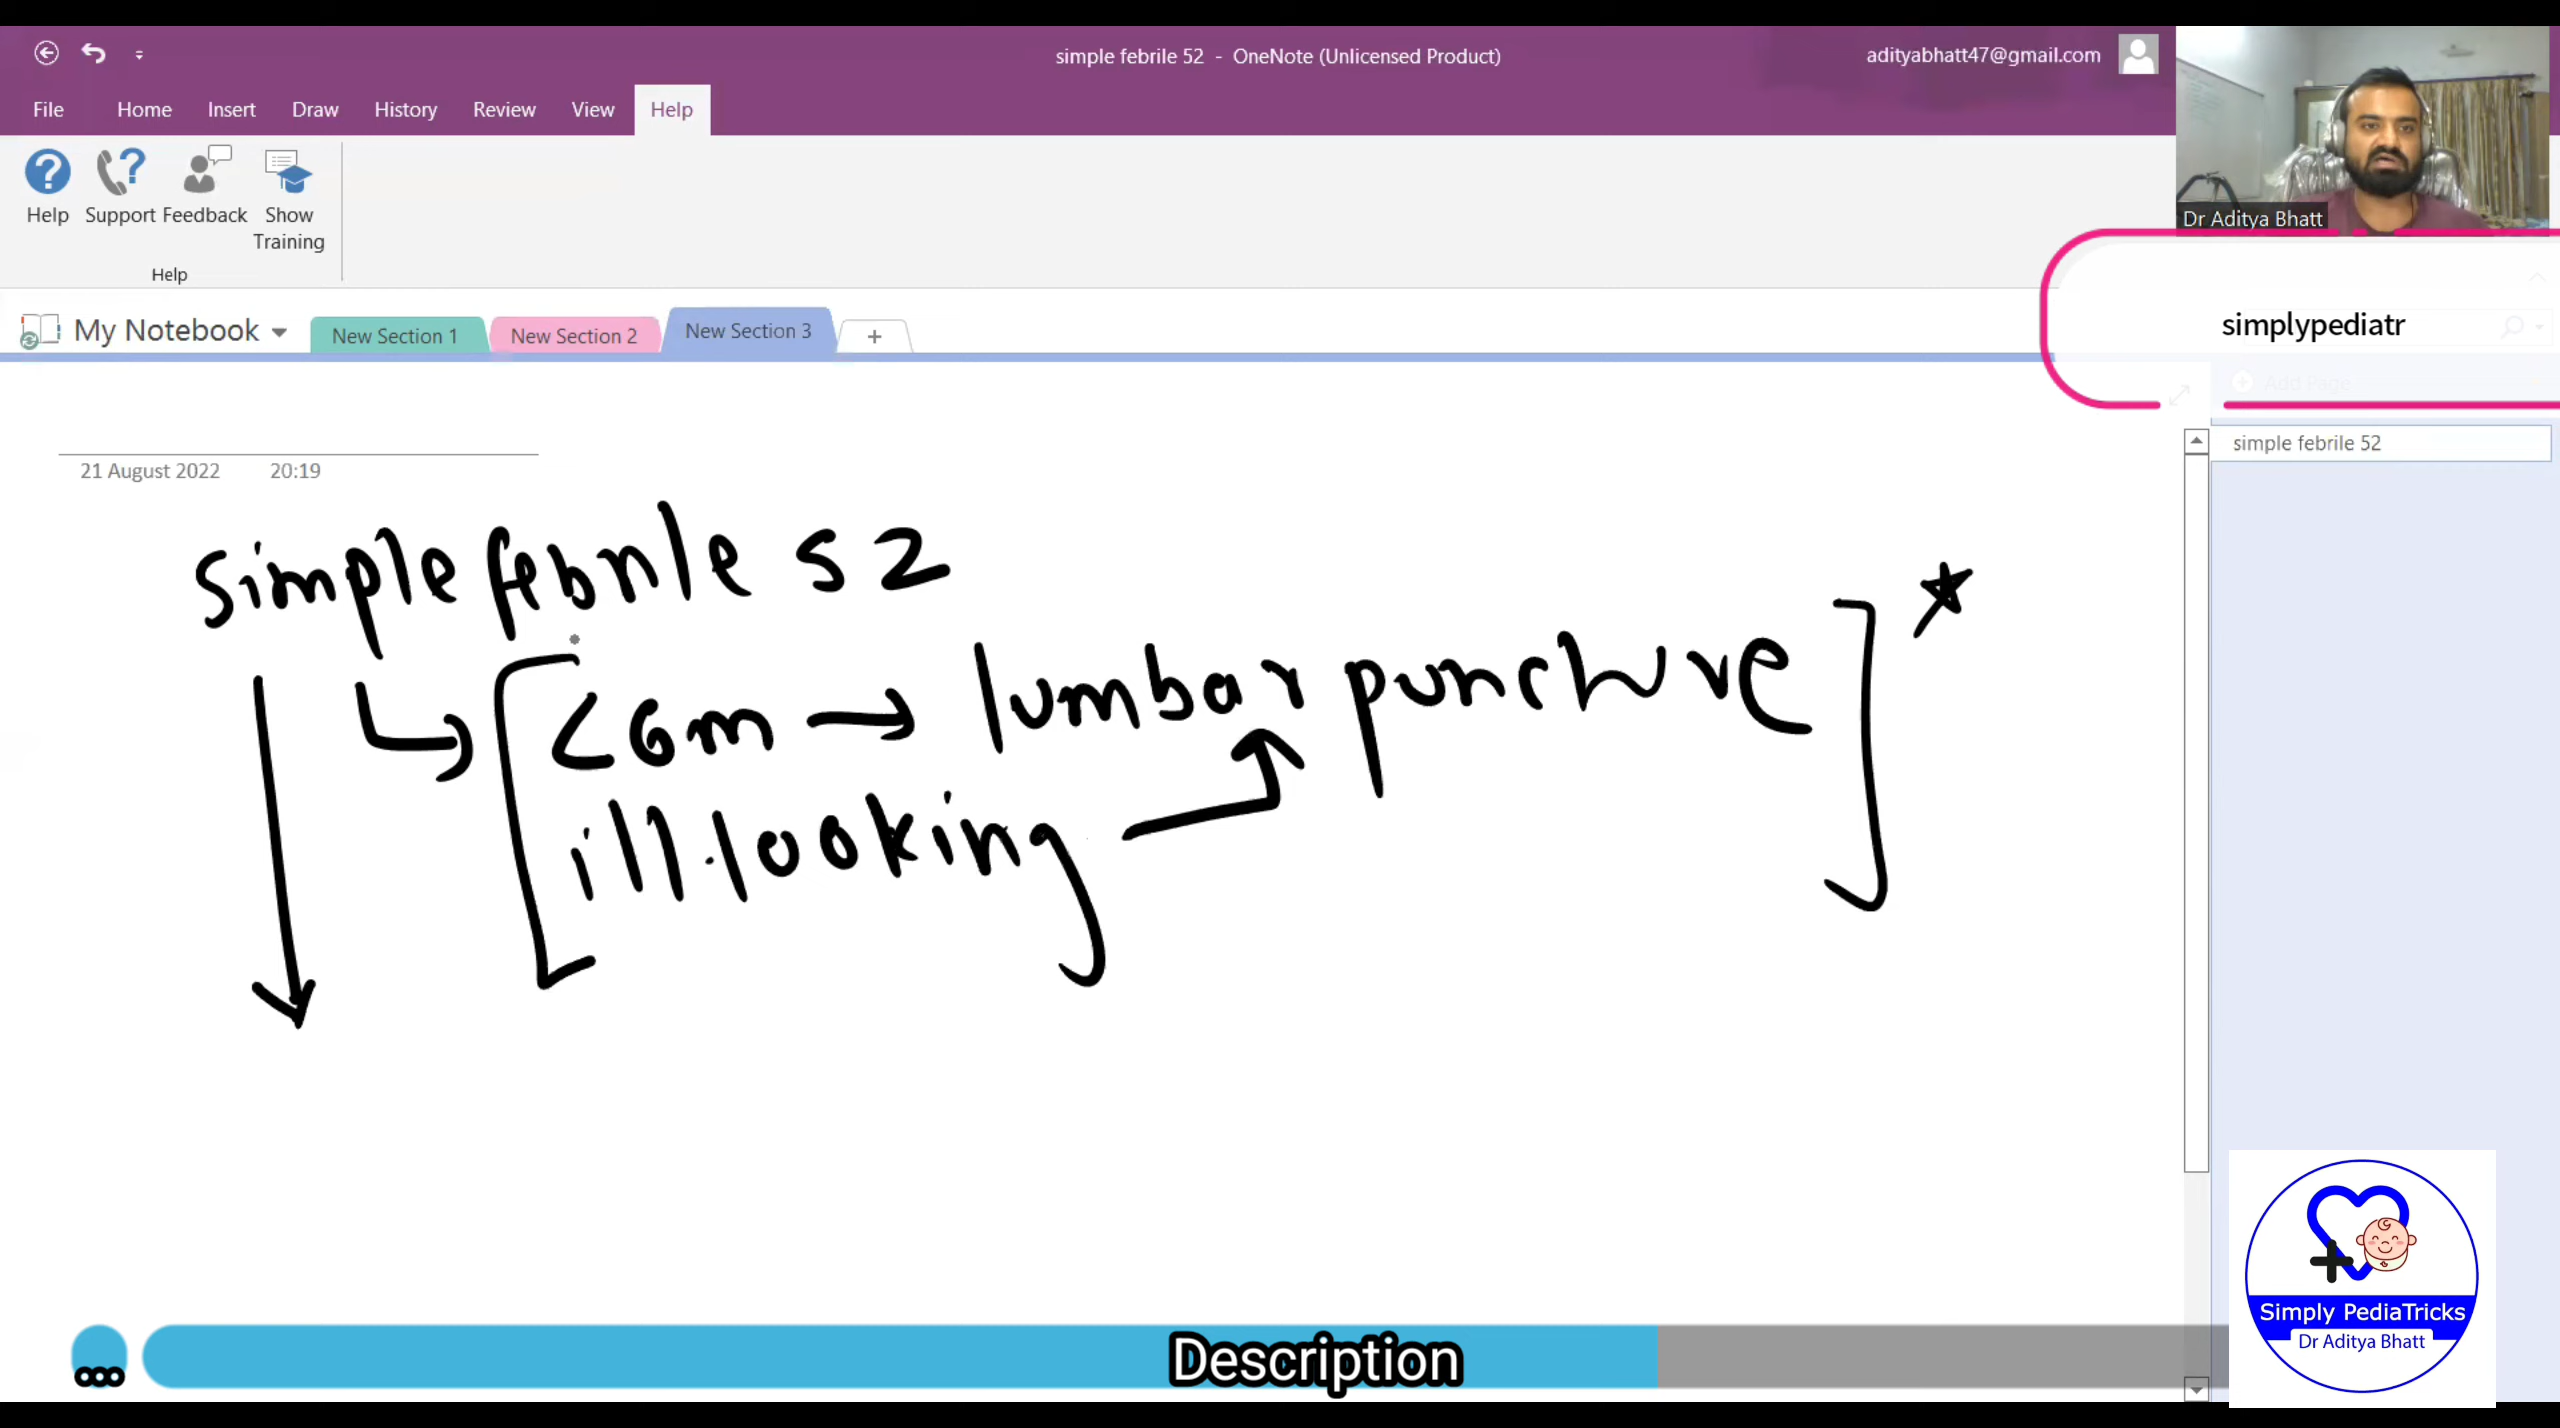 simple febrile 52 - OneNote (Unlicensed Product)
adityabhatt47@gmail.com
File Home Insert Draw History Review View Help
Help Support Feedback Show Training
Help
Dr Aditya Bhatt
simplypediatr
My Notebook New Section 1 New Section 2 New Section 3 +
Add Page
simple febrile 52
21 August 2022 20:19
simple febrile sz
<6m → lumbar puncture
ill looking
Description
Simply PediaTricks
Dr Aditya Bhatt